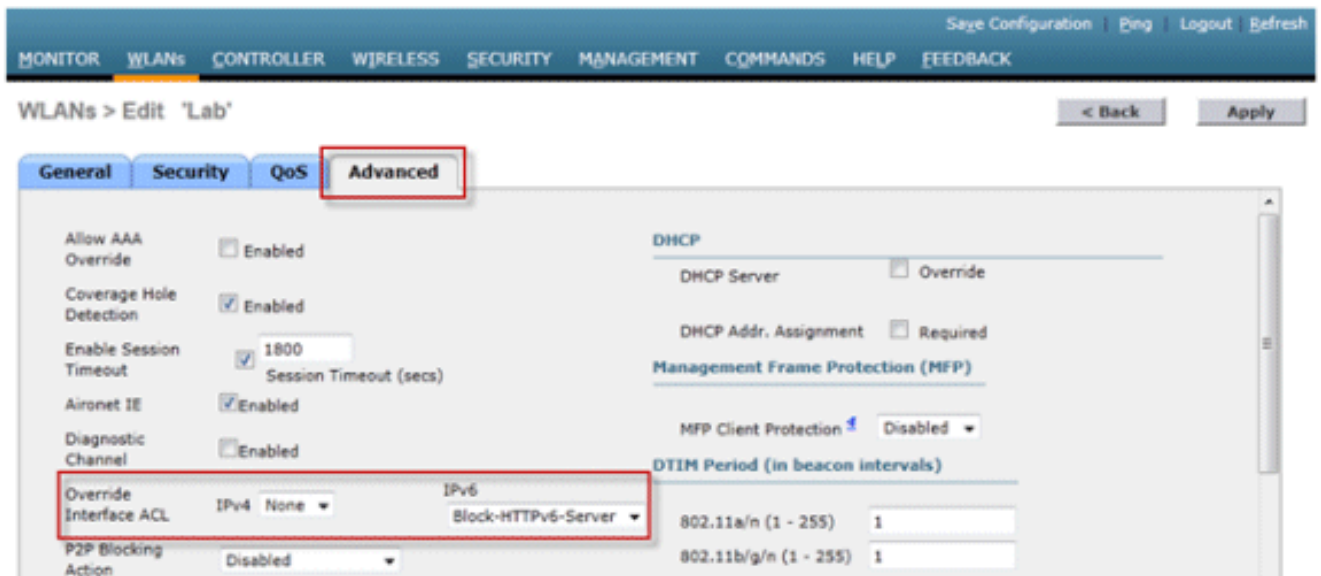 Save Configuration | Ping | Logout | Refresh
MONITOR WLANs CONTROLLER WIRELESS SECURITY MANAGEMENT COMMANDS HELP FEEDBACK
WLANs > Edit 'Lab'
< Back
Apply
General
Security
QoS
Advanced
Allow AAA
Override
Enabled
Coverage Hole
Detection
Enabled
Enable Session
Timeout
1800
Session Timeout (secs)
Aironet IE
Enabled
Diagnostic
Channel
Enabled
Override
Interface ACL
IPv4 None
IPv6
Block-HTTPv6-Server
P2P Blocking
Action
Disabled
DHCP
DHCP Server
Override
DHCP Addr. Assignment
Required
Management Frame Protection (MFP)
MFP Client Protection 4
Disabled
DTIM Period (in beacon intervals)
802.11a/n (1 - 255) 1
802.11b/g/n (1 - 255) 1